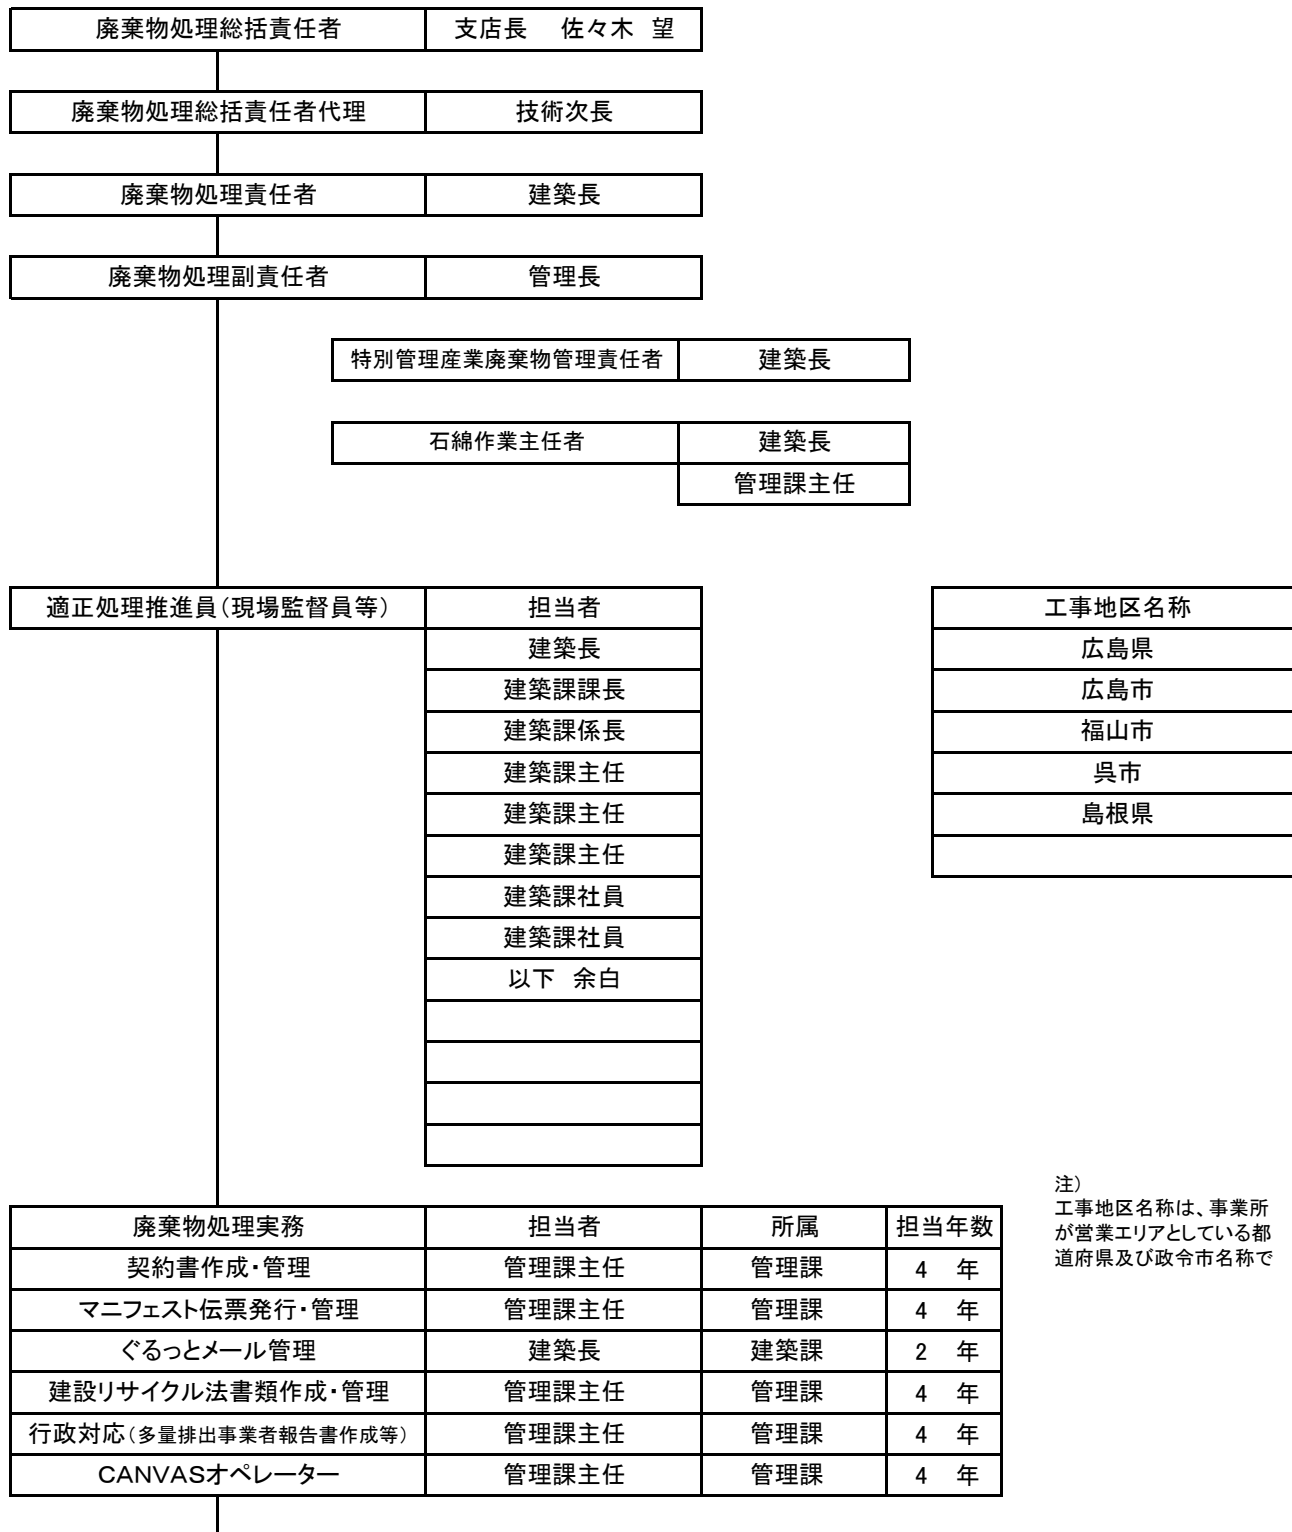 廃棄物処理総括責任者 支店長 佐々木 望
廃棄物処理総括責任者代理 技術次長
廃棄物処理責任者 建築長
廃棄物処理副責任者 管理長
特別管理産業廃棄物管理責任者 建築長
石綿作業主任者 建築長
管理課主任
適正処理推進員(現場監督員等) 担当者 工事地区名称
建築長 広島県
建築課課長 広島市
建築課係長 福山市
建築課主任 呉市
建築課主任 島根県
建築課主任
建築課社員
建築課社員
以下 余白
注)
工事地区名称は、事業所
が営業エリアとしている都
道府県及び政令市名称で
廃棄物処理実務 担当者 所属 担当年数
契約書作成・管理 管理課主任 管理課 4 年
マニフェスト伝票発行・管理 管理課主任 管理課 4 年
ぐるっとメール管理 建築長 建築課 2 年
建設リサイクル法書類作成・管理 管理課主任 管理課 4 年
行政対応(多量排出事業者報告書作成等) 管理課主任 管理課 4 年
CANVASオペレーター 管理課主任 管理課 4 年